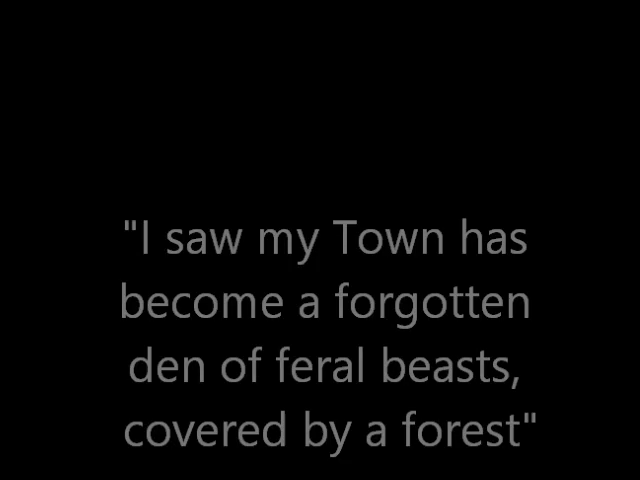 "I saw my Town has
become a forgotten
den of feral beasts,
covered by a forest"